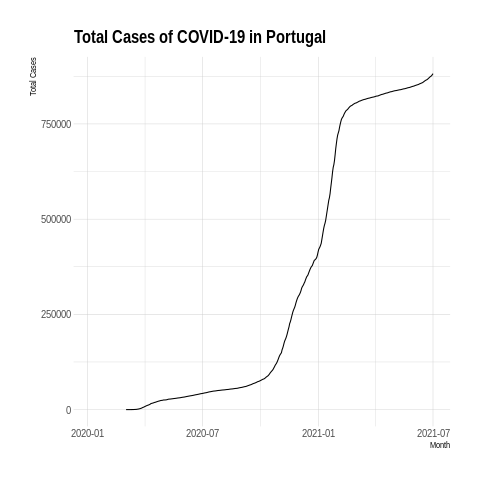 Total Cases of COVID-19 in Portugal
Total Cases
750000
500000
250000
0
2020-01 2020-07 2021-01 2021-07
Month